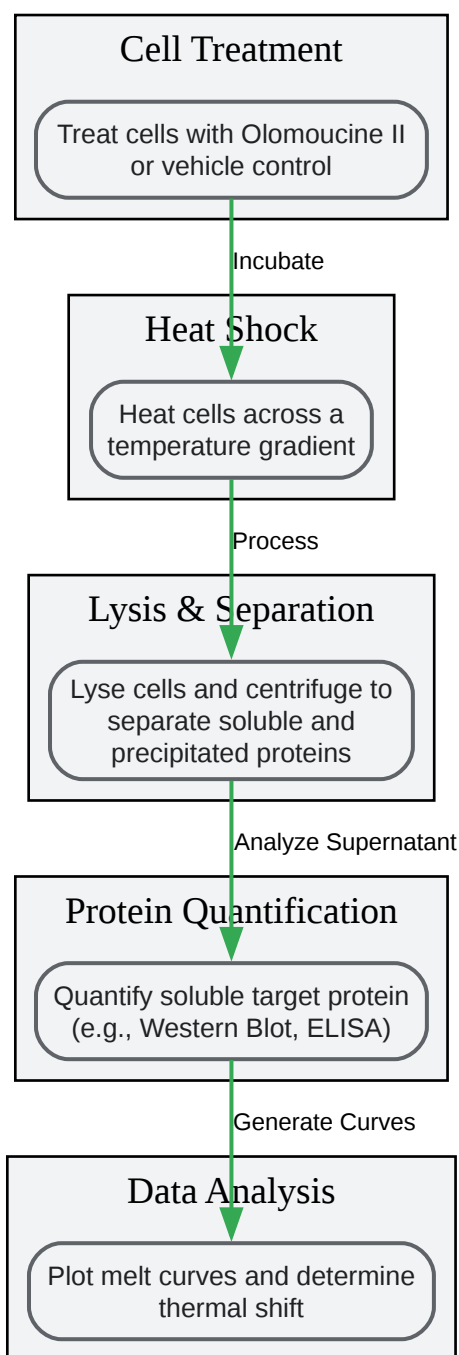 Cell Treatment
Treat cells with Olomoucine II
or vehicle control
Incubate
Heat Shock
Heat cells across a
temperature gradient
Process
Lysis & Separation
Lyse cells and centrifuge to
separate soluble and
precipitated proteins
Analyze Supernatant
Protein Quantification
Quantify soluble target protein
(e.g., Western Blot, ELISA)
Generate Curves
Data Analysis
Plot melt curves and determine
thermal shift